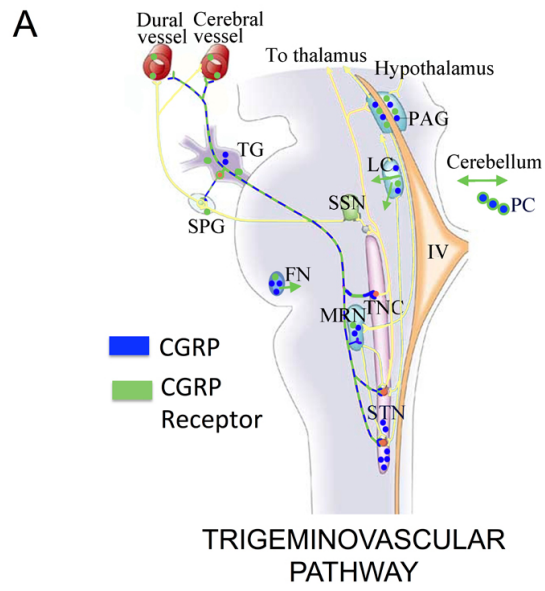 A
Dural
vessel
Cerebral
vessel
To thalamus
Hypothalamus
PAG
TG
LC
Cerebellum
SSN
PC
SPG
IV
FN
TNC
MRN
CGRP
CGRP
Receptor
STN
TRIGEMINOVASCULAR
PATHWAY